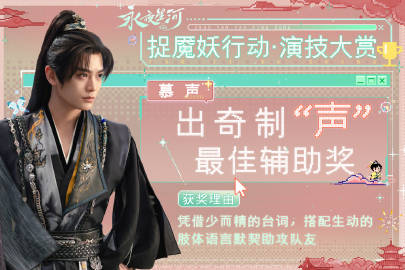 永夜星河
捉魇妖行动·演技大赏
慕声
出奇制“声”
最佳辅助奖
获奖理由
凭借少而精的台词，搭配生动的
肢体语言默契助攻队友